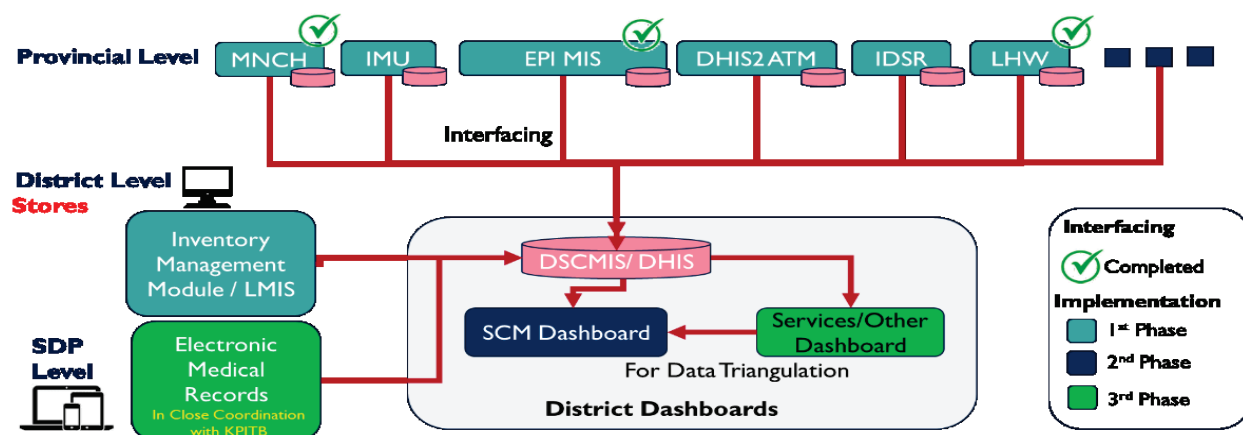 Provincial Level
MNCH
IMU
EPI MIS
DHIS2 ATM
IDSR
LHW
Interfacing
District Level
Stores
Inventory
Management
Module / LMIS
SDP
Level
Electronic
Medical
Records
In Close Coordination
with KPITB
DSCMIS/ DHIS
SCM Dashboard
Services/Other
Dashboard
For Data Triangulation
District Dashboards
Interfacing
Completed
Implementation
1st Phase
2nd Phase
3rd Phase